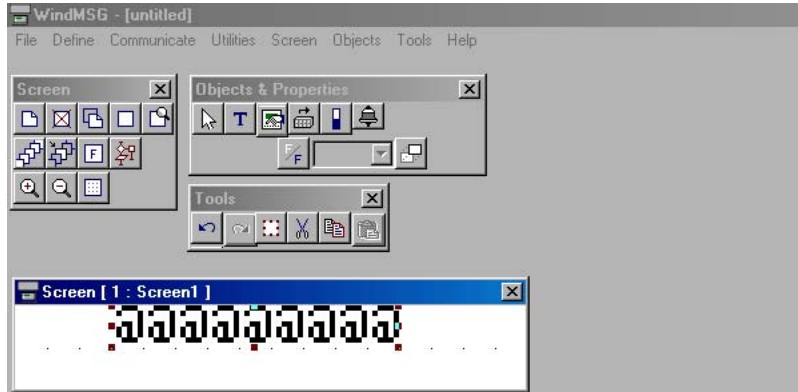 WindMSG - [untitled]
File Define Communicate Utilities Screen Objects Tools Help
Screen
Objects & Properties
T
F
F/F
Tools
Screen [ 1 : Screen1 ]